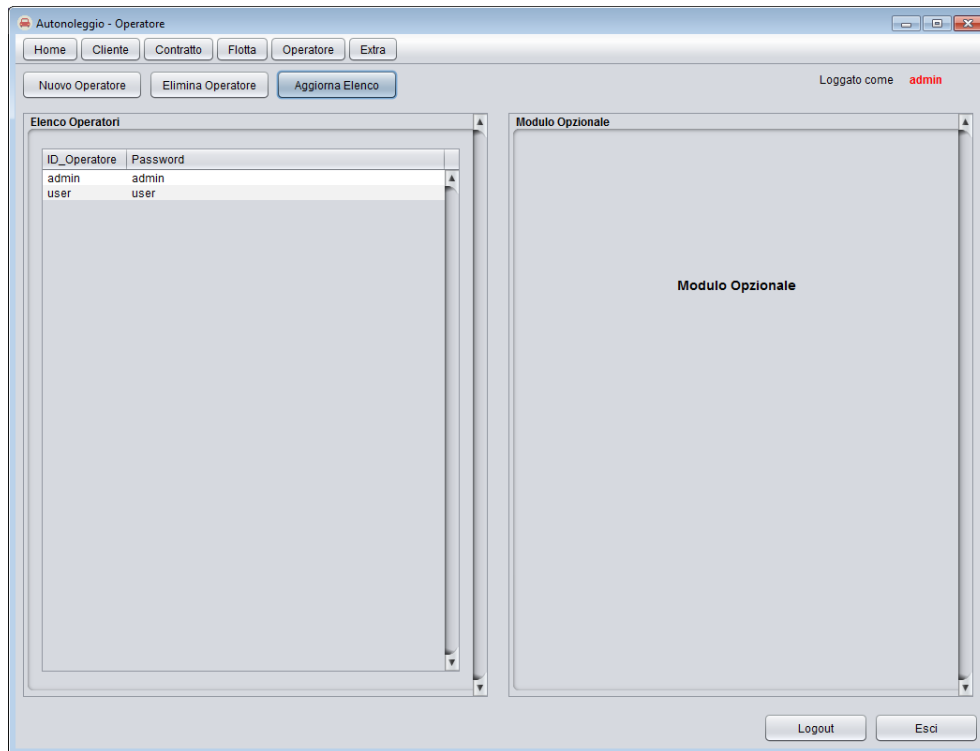 Autonoleggio - Operatore
Home Cliente Contratto Flotta Operatore Extra
Nuovo Operatore Elimina Operatore Aggiorna Elenco Loggato come admin
Elenco Operatori
ID_Operatore Password
admin admin
user user
Modulo Opzionale
Modulo Opzionale
Logout Esci